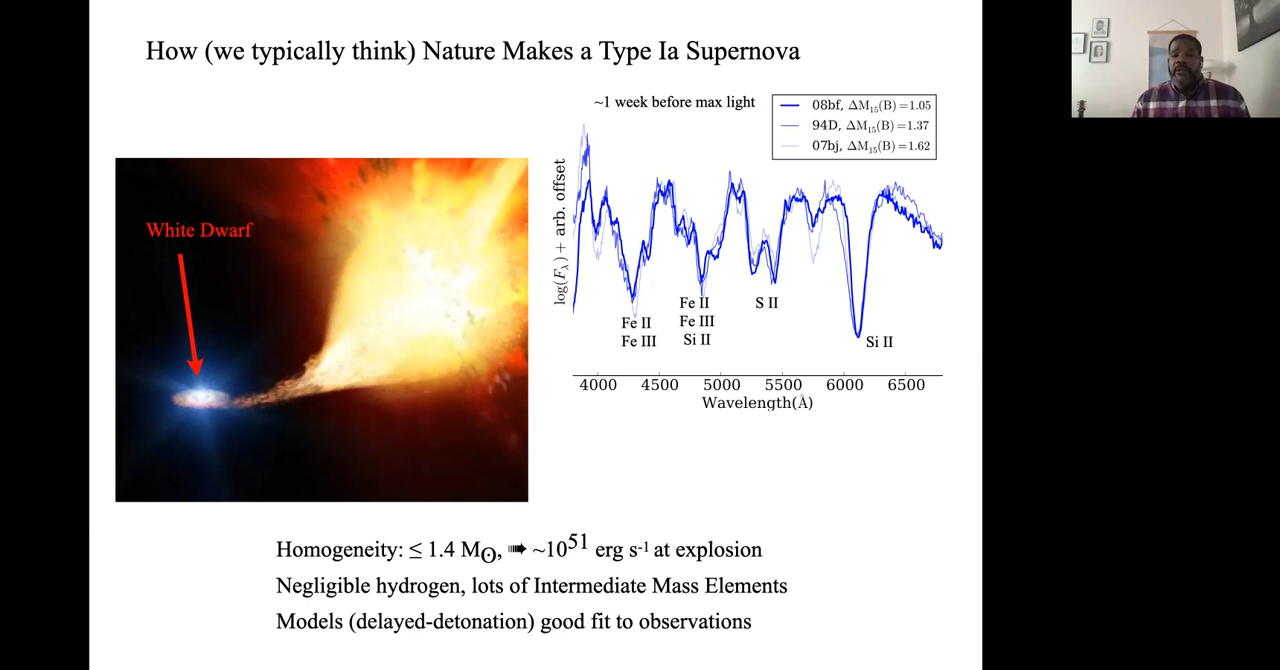 How (we typically think) Nature Makes a Type Ia Supernova
White Dwarf
~1 week before max light
08bf, ΔM₁₅(B)=1.05
94D, ΔM₁₅(B)=1.37
07bj, ΔM₁₅(B)=1.62
log(F_λ) + arb. offset
Fe II
Fe III
Fe II
Fe III
Si II
S II
Si II
4000 4500 5000 5500 6000 6500
Wavelength(Å)
Homogeneity: ≤ 1.4 M⊙, ➠ ~10⁵¹ erg s⁻¹ at explosion
Negligible hydrogen, lots of Intermediate Mass Elements
Models (delayed-detonation) good fit to observations